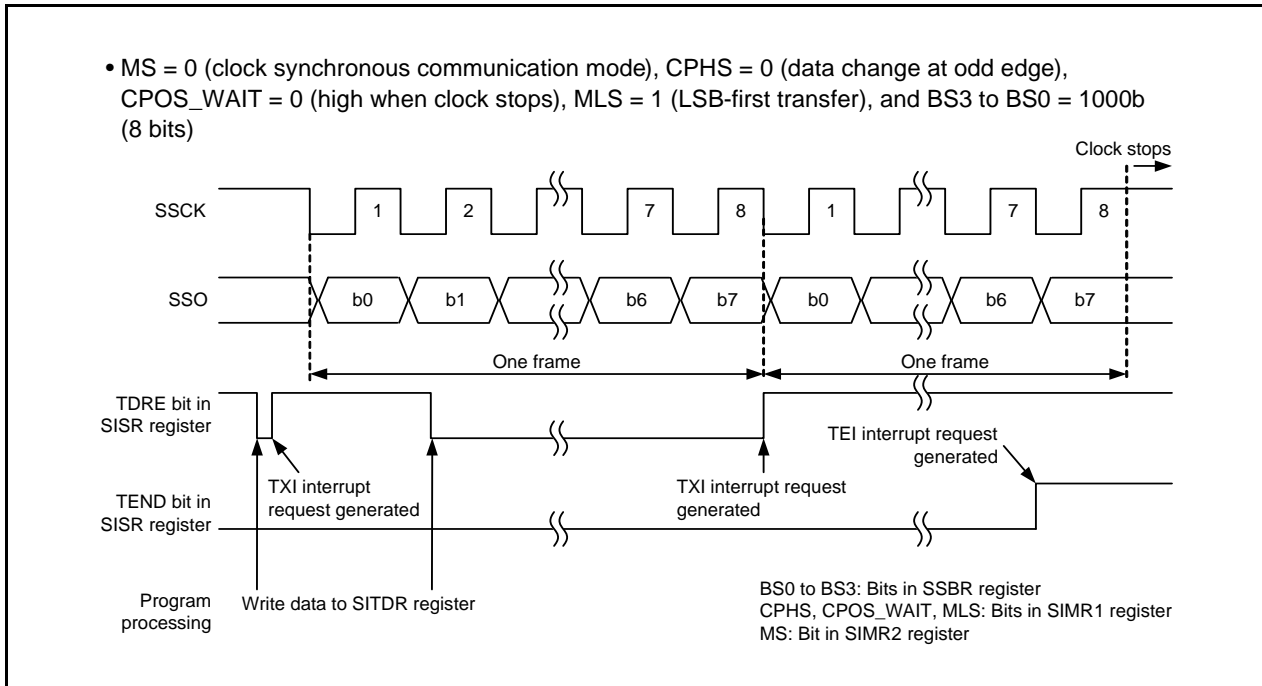 • MS = 0 (clock synchronous communication mode), CPHS = 0 (data change at odd edge),
CPOS_WAIT = 0 (high when clock stops), MLS = 1 (LSB-first transfer), and BS3 to BS0 = 1000b
(8 bits)
Clock stops
SSCK
1 2 7 8 1 7 8
SSO
b0 b1 b6 b7 b0 b6 b7
One frame One frame
TDRE bit in
SISR register
TEI interrupt request
generated
TXI interrupt
request generated
TXI interrupt request
generated
TEND bit in
SISR register
Program
processing
Write data to SITDR register
BS0 to BS3: Bits in SSBR register
CPHS, CPOS_WAIT, MLS: Bits in SIMR1 register
MS: Bit in SIMR2 register